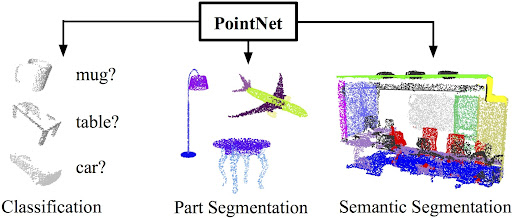 PointNet
mug?
table?
car?
Classification
Part Segmentation
Semantic Segmentation